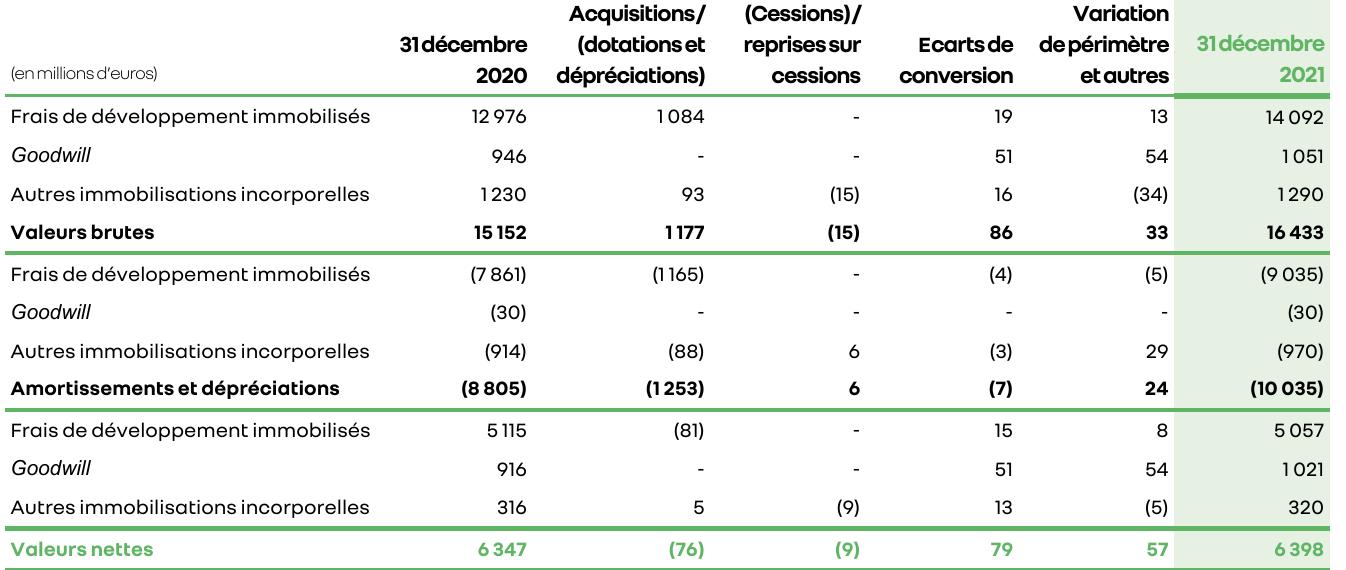 (en millions d’euros) 31 décembre 2020 Acquisitions / (dotations et dépréciations) (Cessions) / reprises sur cessions Ecarts de conversion Variation de périmètre et autres 31 décembre 2021
Frais de développement immobilisés 12 976 1 084 - 19 13 14 092
Goodwill 946 - - 51 54 1 051
Autres immobilisations incorporelles 1 230 93 (15) 16 (34) 1 290
Valeurs brutes 15 152 1 177 (15) 86 33 16 433
Frais de développement immobilisés (7 861) (1 165) - (4) (5) (9 035)
Goodwill (30) - - - - (30)
Autres immobilisations incorporelles (914) (88) 6 (3) 29 (970)
Amortissements et dépréciations (8 805) (1 253) 6 (7) 24 (10 035)
Frais de développement immobilisés 5 115 (81) - 15 8 5 057
Goodwill 916 - - 51 54 1 021
Autres immobilisations incorporelles 316 5 (9) 13 (5) 320
Valeurs nettes 6 347 (76) (9) 79 57 6 398